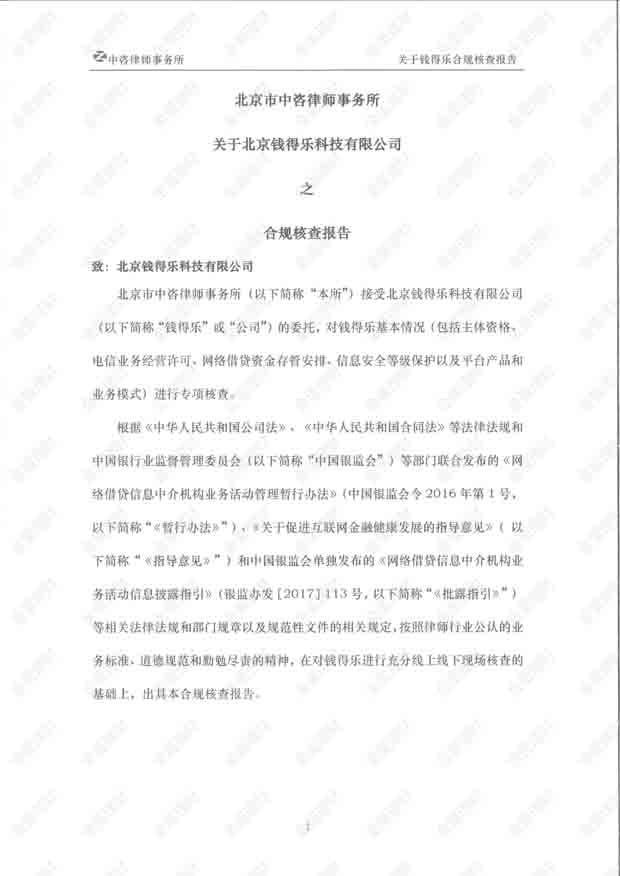 中咨律师事务所 关于钱得乐合规核查报告
北京市中咨律师事务所
关于北京钱得乐科技有限公司
之
合规核查报告
致：北京钱得乐科技有限公司
北京市中咨律师事务所（以下简称“本所”）接受北京钱得乐科技有限公司
（以下简称“钱得乐”或“公司”）的委托，对钱得乐基本情况（包括主体资格、
电信业务经营许可、网络借贷资金存管安排、信息安全等级保护以及平台产品和
业务模式）进行专项核查。
根据《中华人民共和国公司法》、《中华人民共和国合同法》等法律法规和
中国银行业监督管理委员会（以下简称“中国银监会”）等部门联合发布的《网
络借贷信息中介机构业务活动管理暂行办法》（中国银监会令 2016 年第 1 号，
以下简称“《暂行办法》”）、《关于促进互联网金融健康发展的指导意见》（ 以
下简称“《指导意见》”）和中国银监会单独发布的《网络借贷信息中介机构业
务活动信息披露指引》（银监办发 [2017] 113 号，以下简称“《批露指引》”）
等相关法律法规和部门规章以及规范性文件的相关规定，按照律师行业公认的业
务标准、道德规范和勤勉尽责的精神，在对钱得乐进行充分线上线下现场核查的
基础上，出具本合规核查报告。